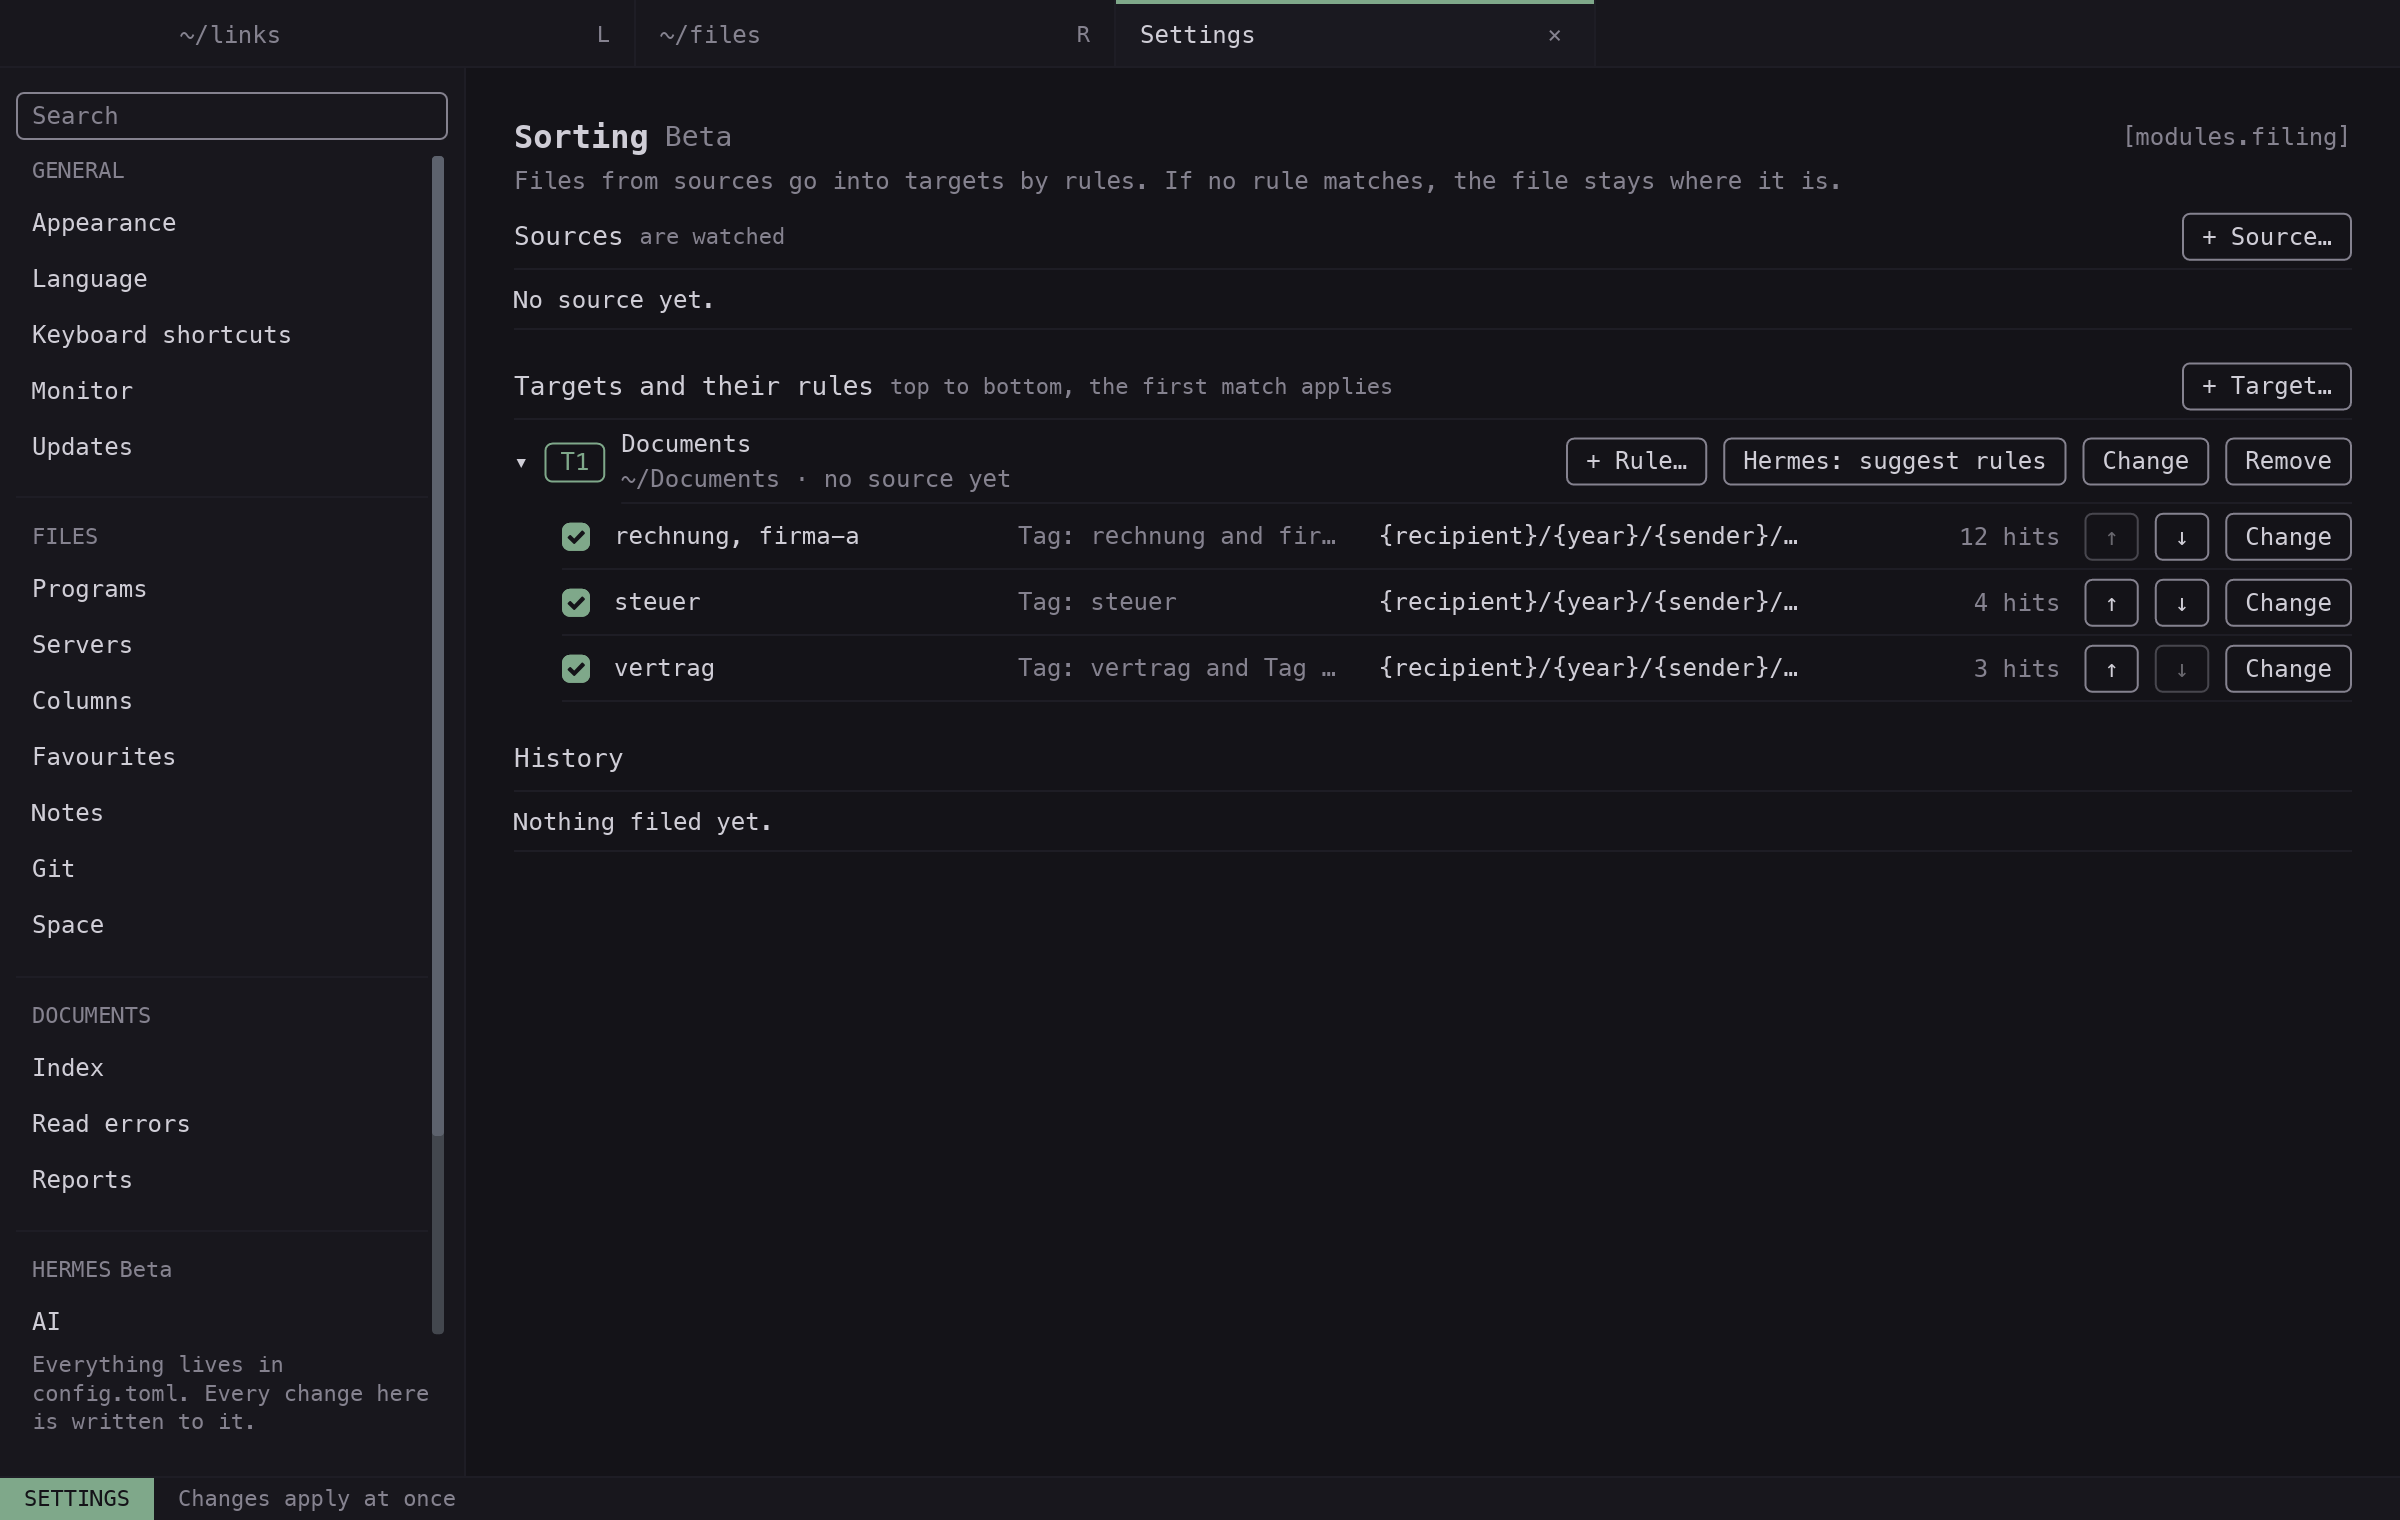 ~/links L ~/files R Settings ×
Search
GENERAL
Appearance
Language
Keyboard shortcuts
Monitor
Updates
FILES
Programs
Servers
Columns
Favourites
Notes
Git
Space
DOCUMENTS
Index
Read errors
Reports
HERMES Beta
AI
Everything lives in
config.toml. Every change here
is written to it.
Sorting Beta [modules.filing]
Files from sources go into targets by rules. If no rule matches, the file stays where it is.
Sources are watched + Source…
No source yet.
Targets and their rules top to bottom, the first match applies + Target…
▾ T1 Documents + Rule… Hermes: suggest rules Change Remove
~/Documents · no source yet
rechnung, firma-a Tag: rechnung and fir… {recipient}/{year}/{sender}/… 12 hits ↑ ↓ Change
steuer Tag: steuer {recipient}/{year}/{sender}/… 4 hits ↑ ↓ Change
vertrag Tag: vertrag and Tag … {recipient}/{year}/{sender}/… 3 hits ↑ ↓ Change
History
Nothing filed yet.
SETTINGS Changes apply at once